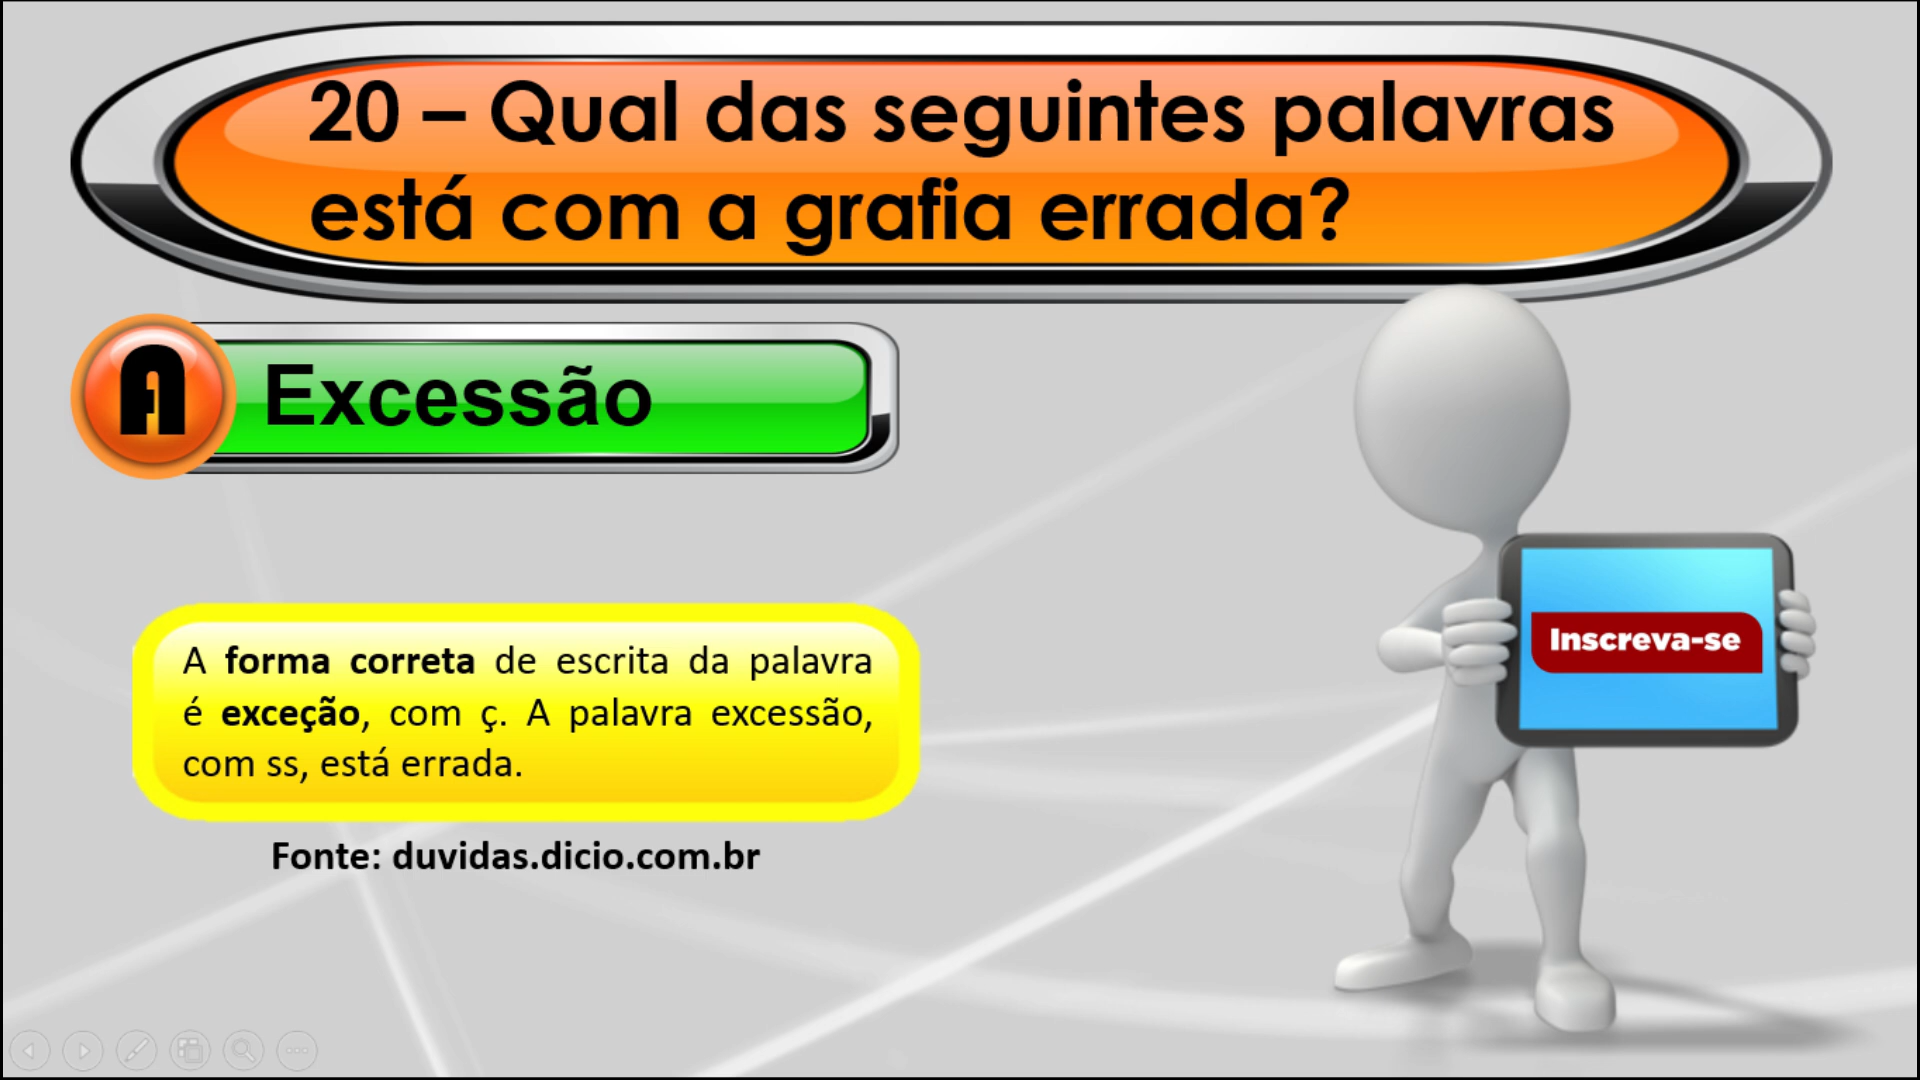 20 – Qual das seguintes palavras
está com a grafia errada?
A Excessão
A forma correta de escrita da palavra
é exceção, com ç. A palavra excessão,
com ss, está errada.
Inscreva-se
Fonte: duvidas.dicio.com.br